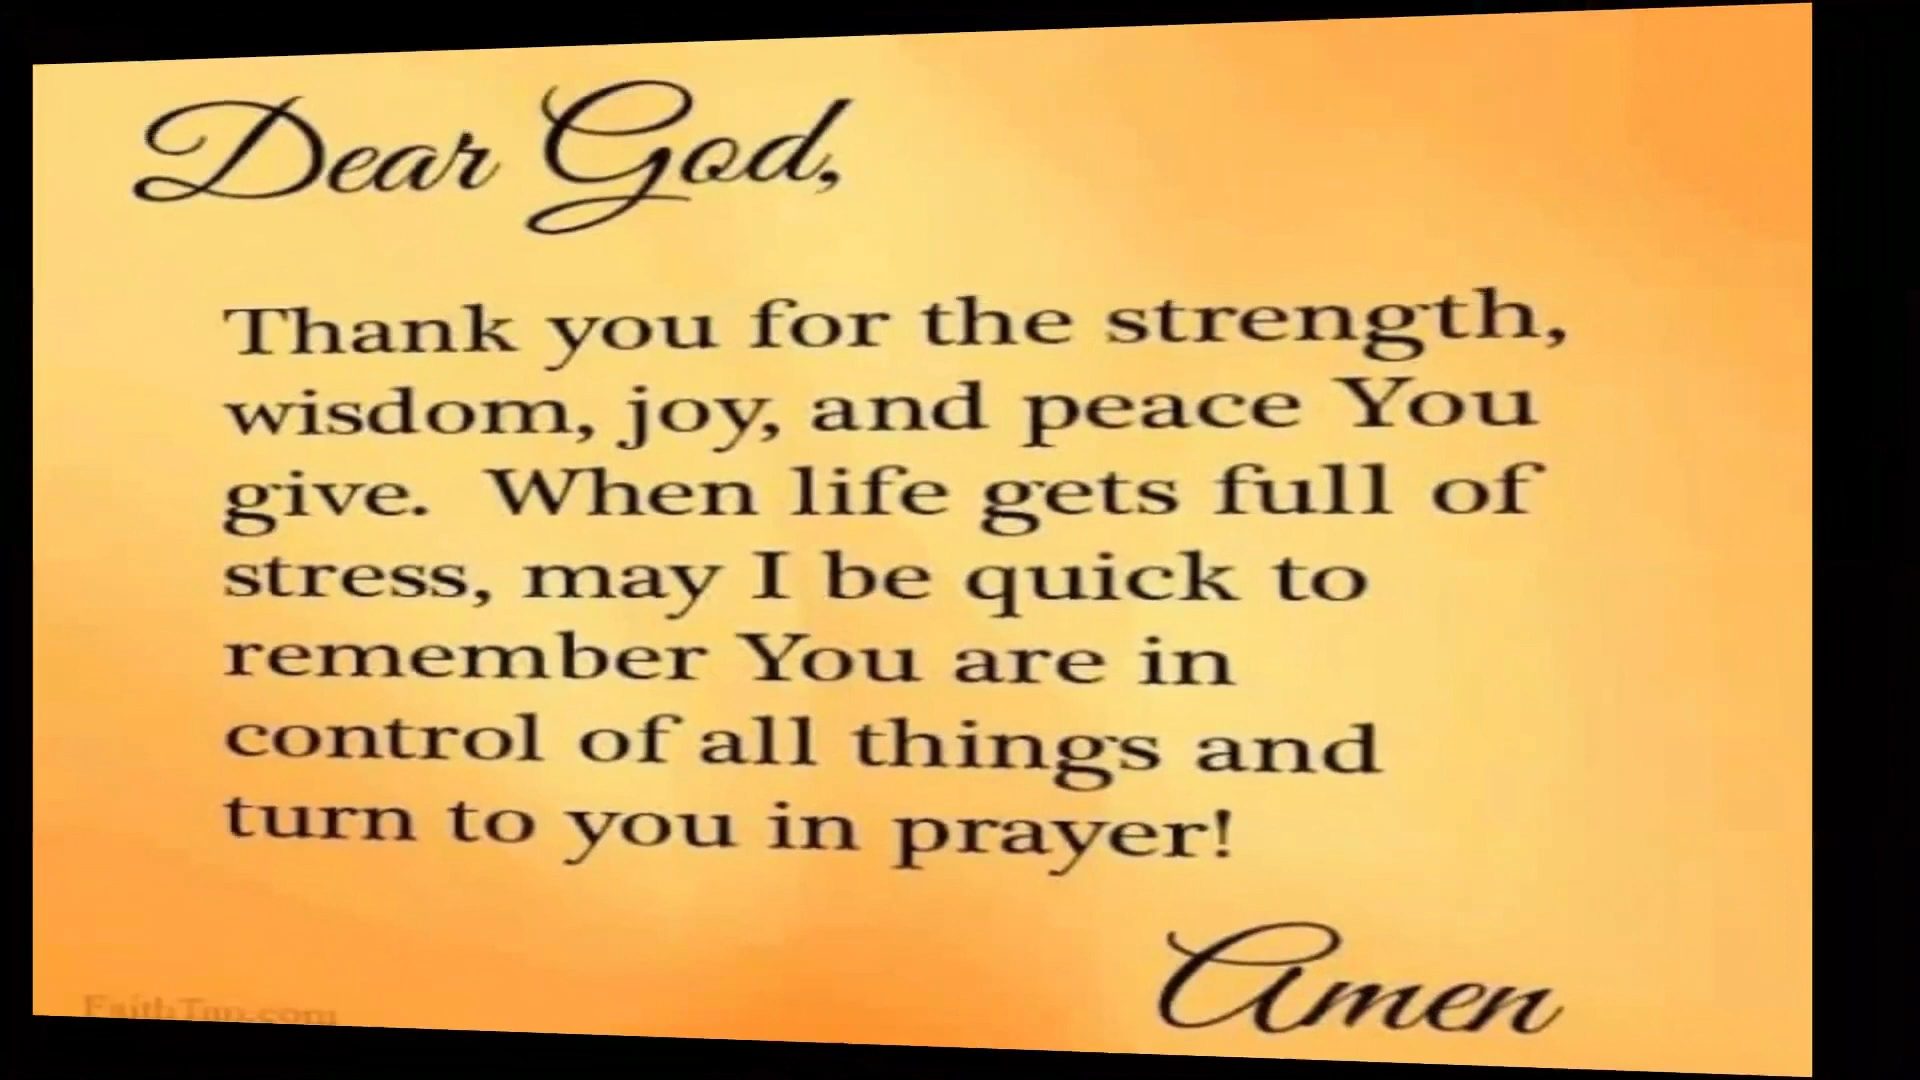 Dear God,
Thank you for the strength,
wisdom, joy, and peace You
give.  When life gets full of
stress, may I be quick to
remember You are in
control of all things and
turn to you in prayer!
Amen